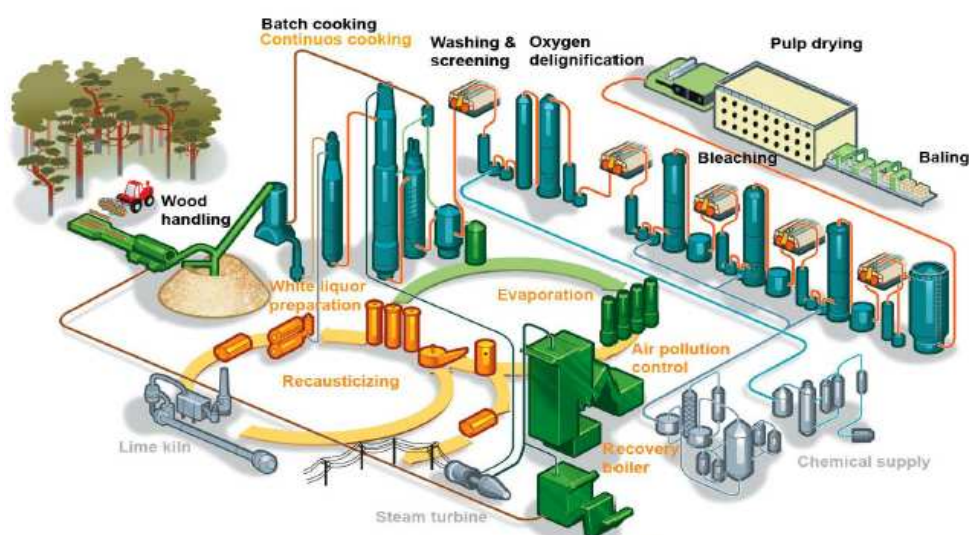 Batch cooking
Continuos cooking
Washing &
screening
Oxygen
delignification
Pulp drying
Baling
Bleaching
Wood
handling
White liquor
preparation
Evaporation
Air pollution
control
Recausticizing
Lime kiln
Recovery
boiler
Chemical supply
Steam turbine